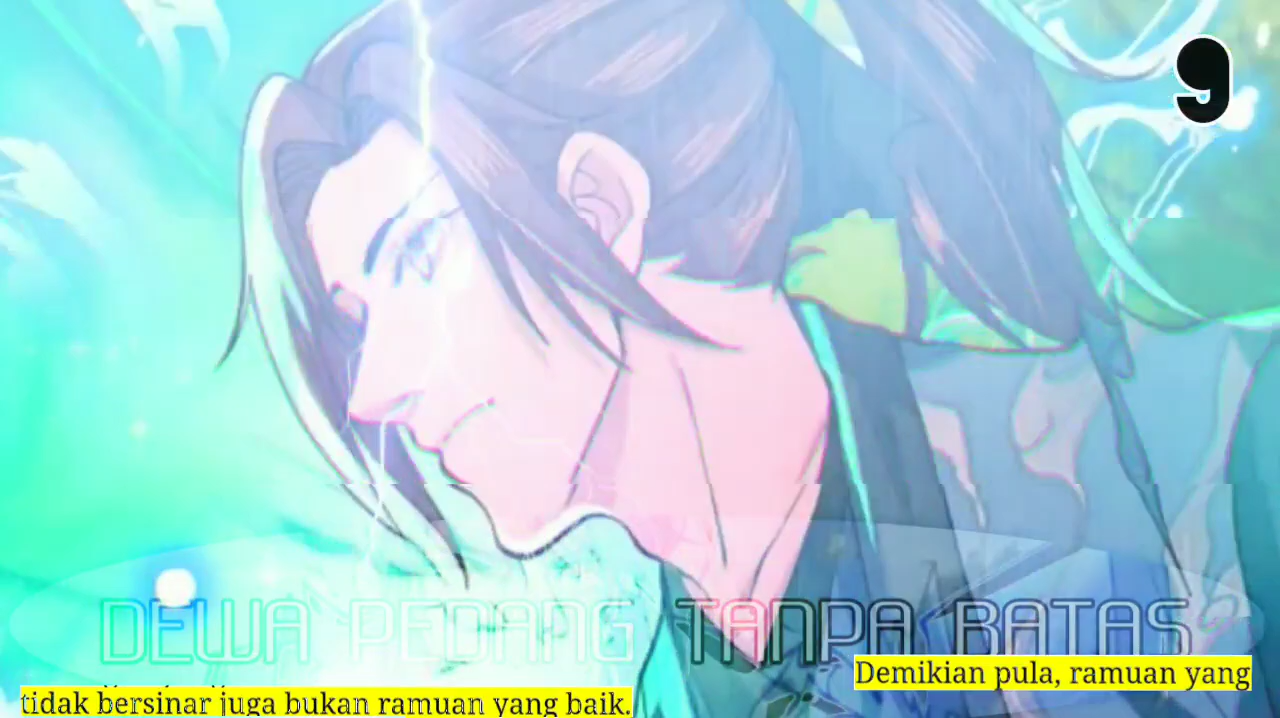 9
DEWA PEDANG TANPA BATAS
Demikian pula, ramuan yang
tidak bersinar juga bukan ramuan yang baik.